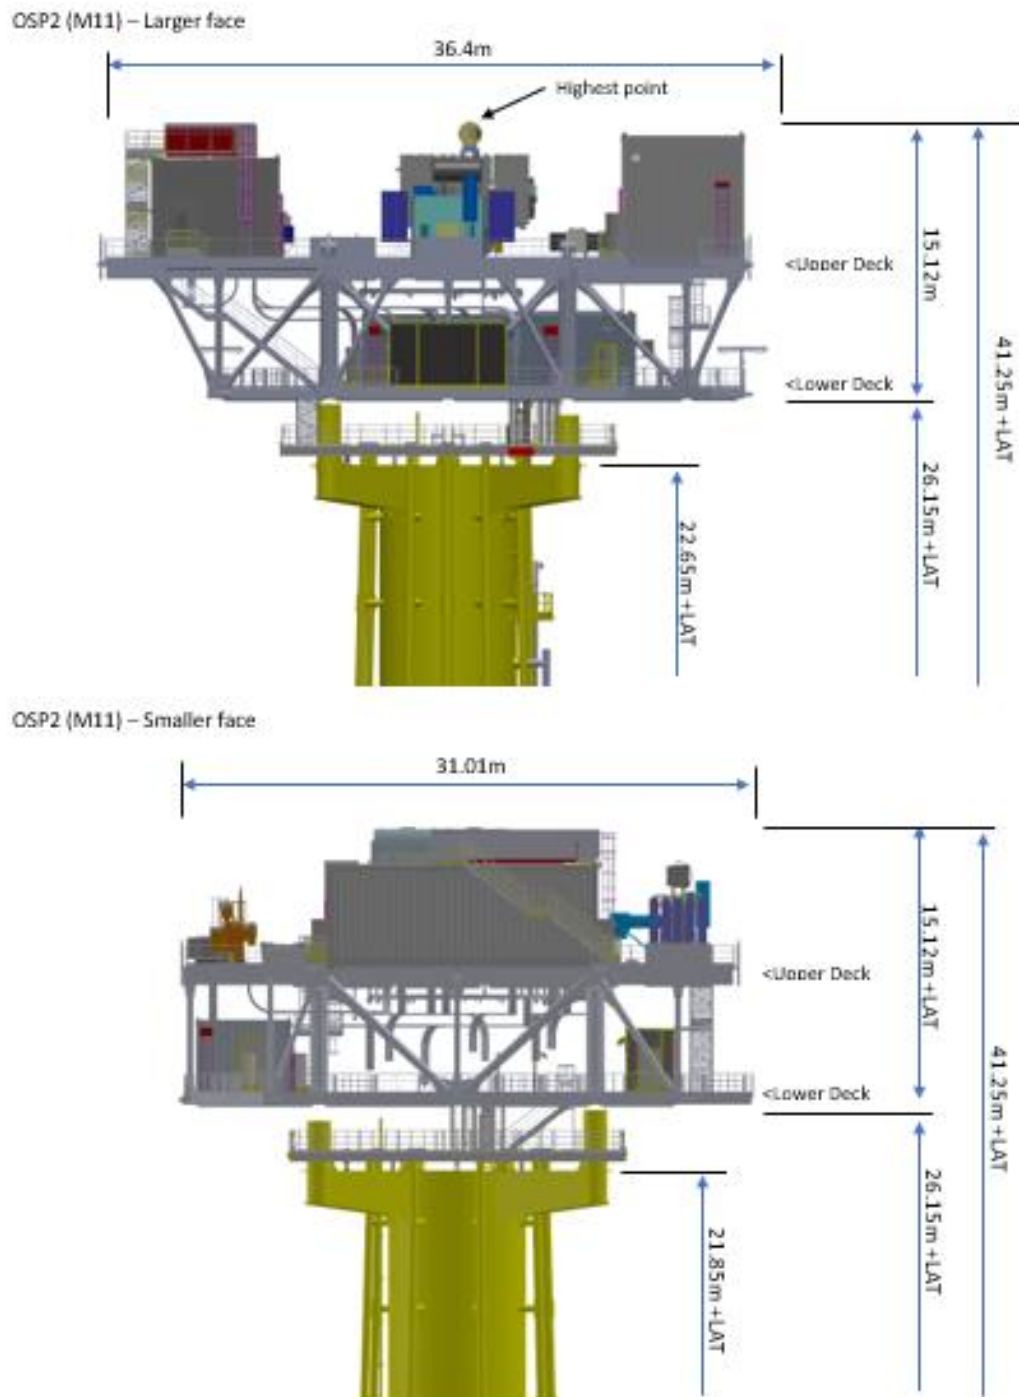 OSP2 (M11) – Larger face
36.4m
Highest point
<Upper Deck
15.12m
41.25m +LAT
<Lower Deck
26.15m +LAT
22.65m +LAT
OSP2 (M11) – Smaller face
31.01m
15.12m +LAT
<Upper Deck
41.25m +LAT
<Lower Deck
26.15m +LAT
21.85m +LAT